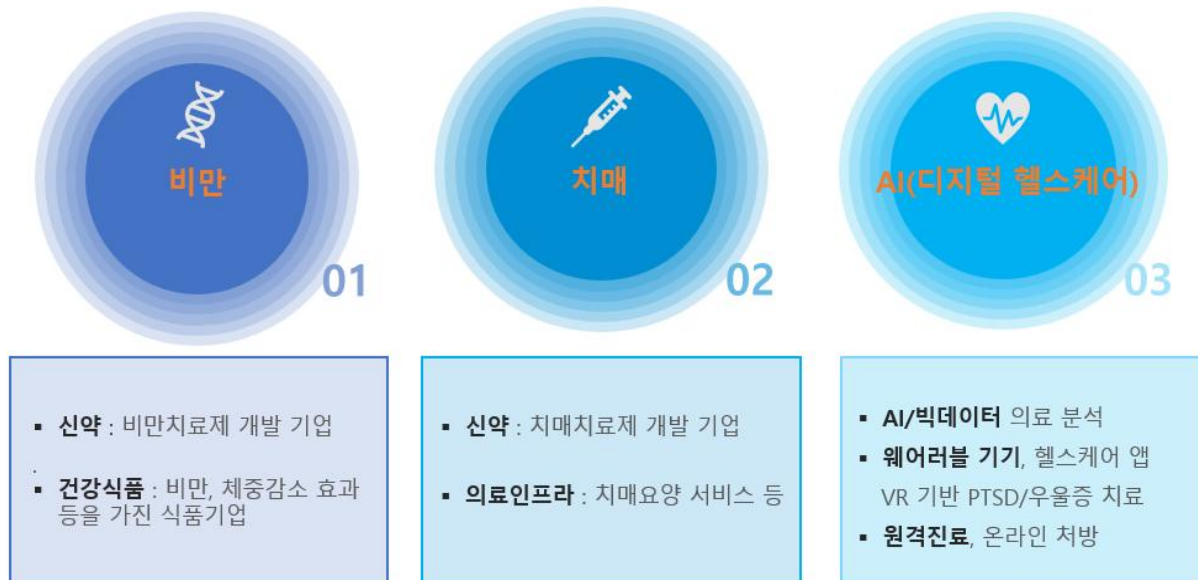 비만
01
▪ 신약 : 비만치료제 개발 기업
.
▪ 건강식품 : 비만, 체중감소 효과
등을 가진 식품기업
치매
02
▪ 신약 : 치매치료제 개발 기업
▪ 의료인프라 : 치매요양 서비스 등
AI(디지털 헬스케어)
03
▪ AI/빅데이터 의료 분석
▪ 웨어러블 기기, 헬스케어 앱
VR 기반 PTSD/우울증 치료
▪ 원격진료, 온라인 처방